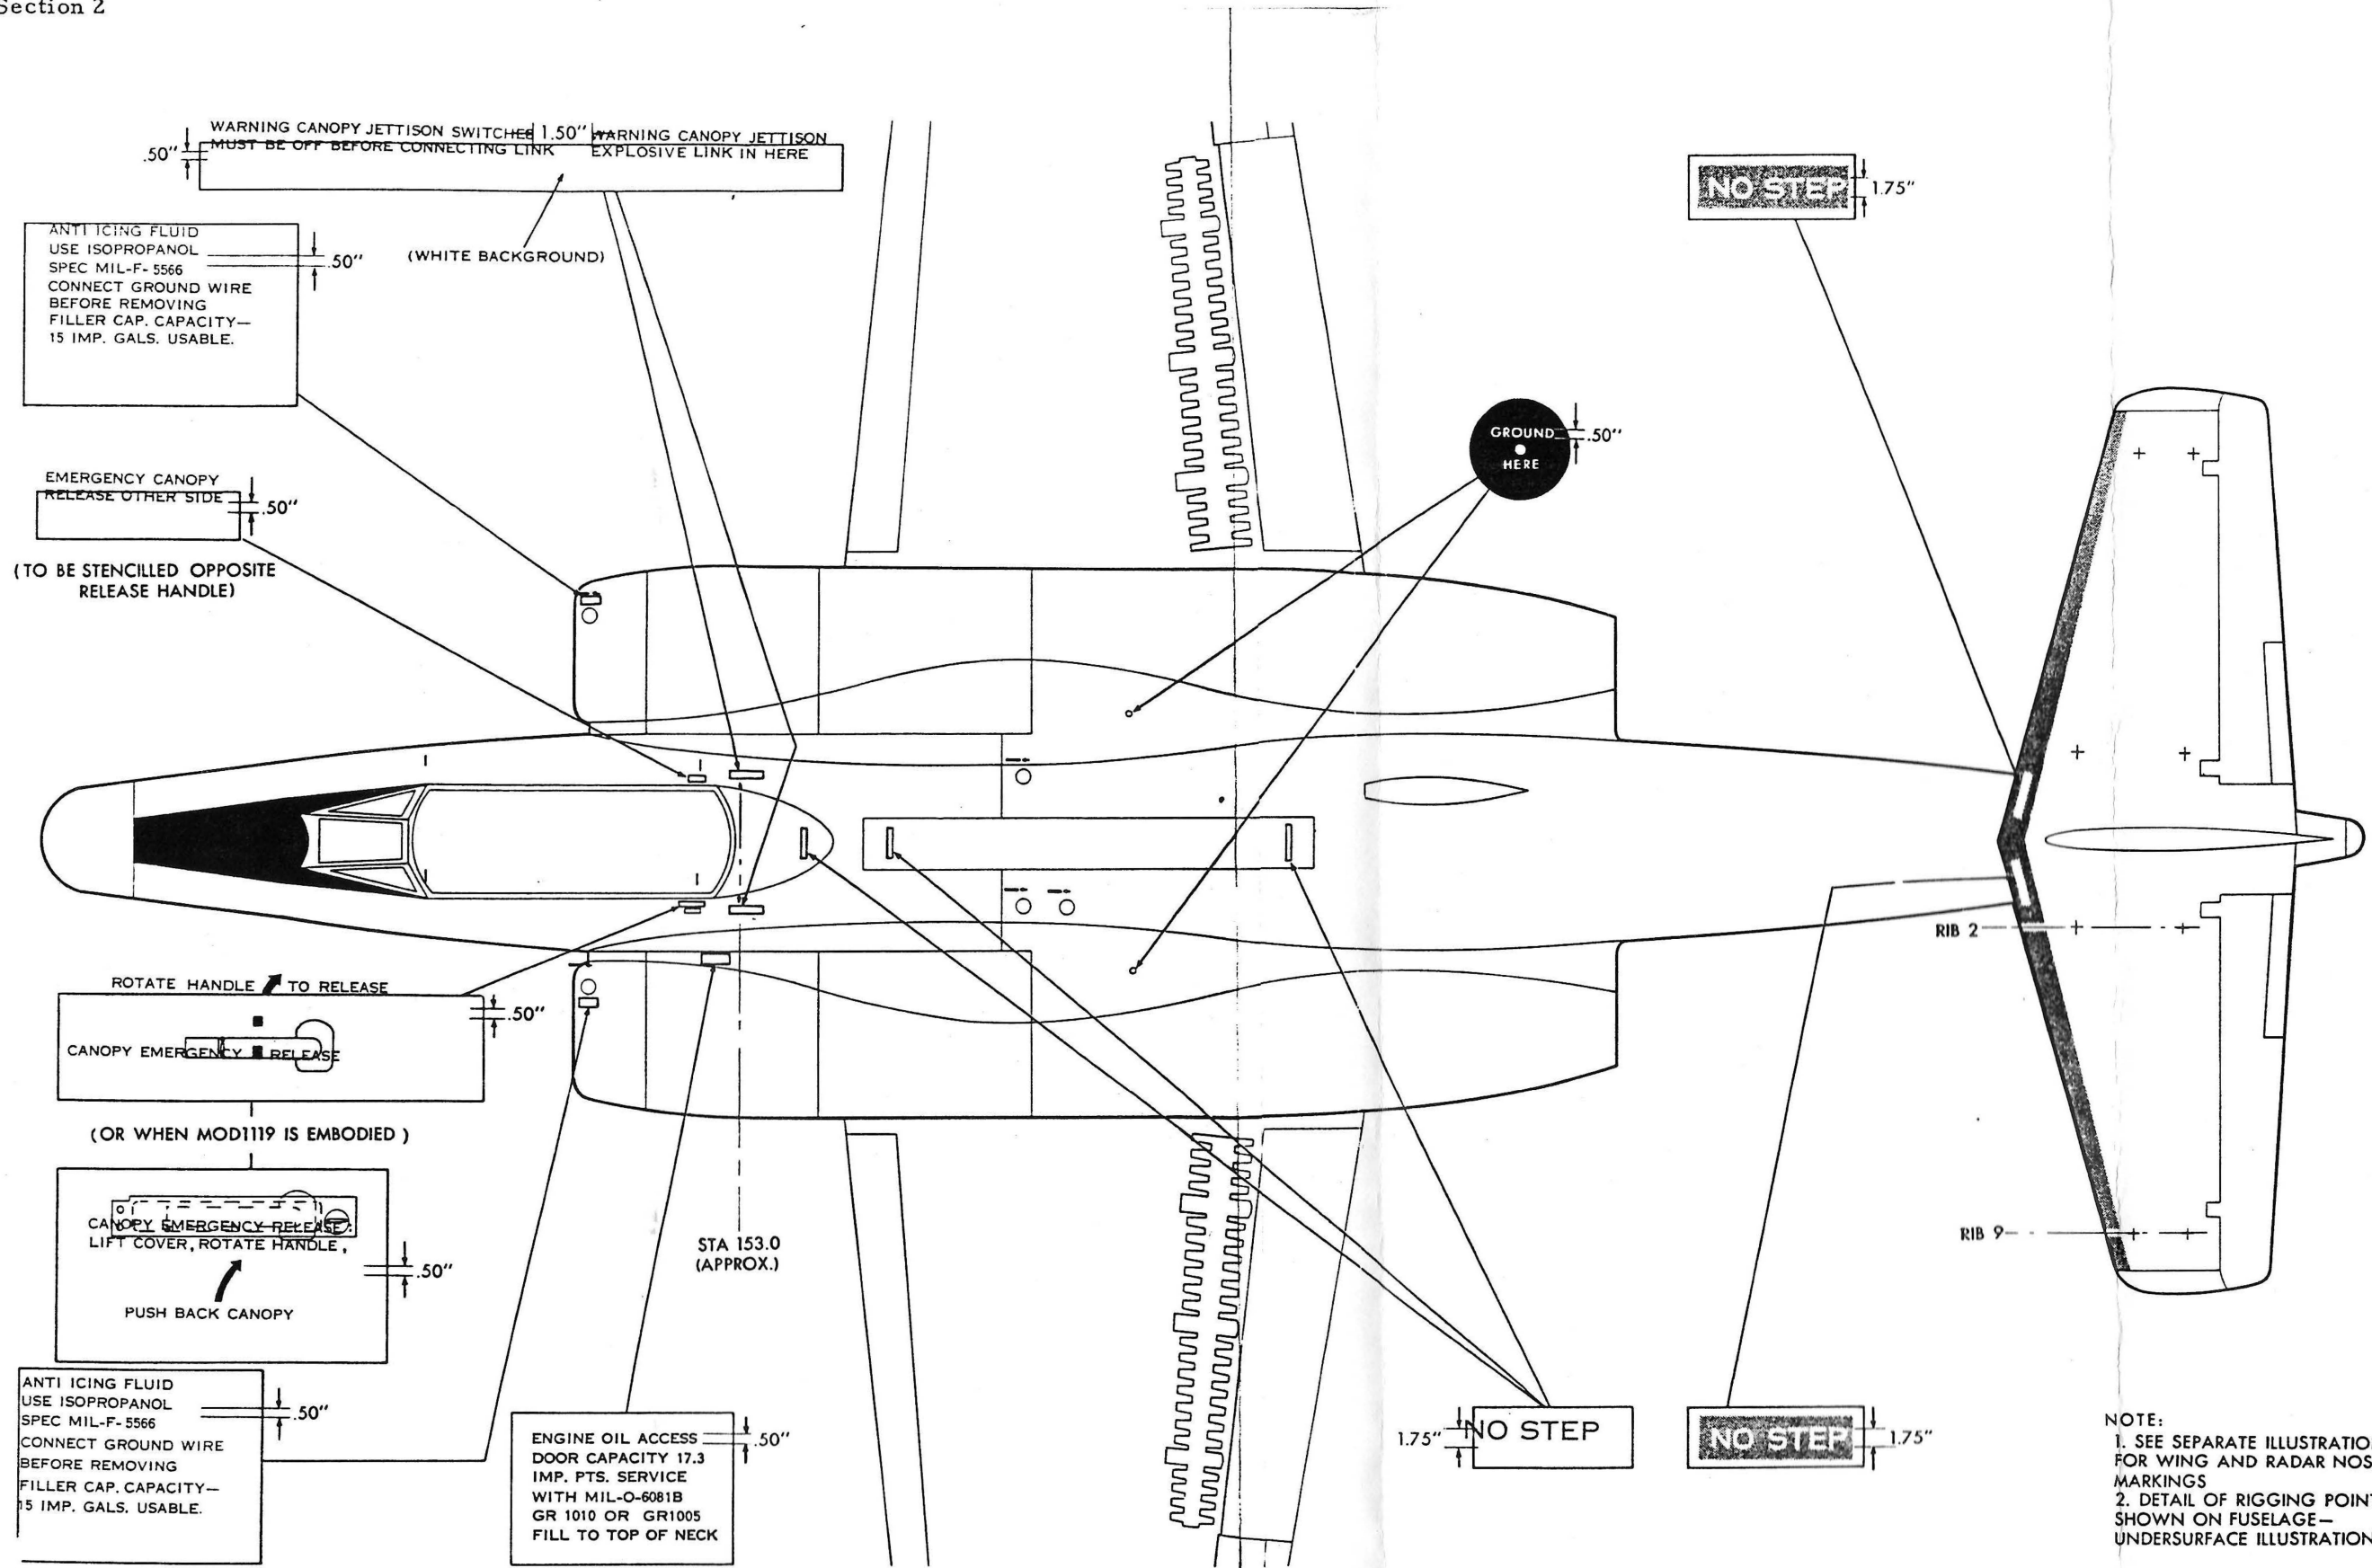 Section 2
WARNING CANOPY JETTISON SWITCHES
MUST BE OFF BEFORE CONNECTING LINK
1.50"
WARNING CANOPY JETTISON
EXPLOSIVE LINK IN HERE
.50"
(WHITE BACKGROUND)
NO STEP
1.75"
ANTI ICING FLUID
USE ISOPROPANOL
SPEC MIL-F-5566
CONNECT GROUND WIRE
BEFORE REMOVING
FILLER CAP. CAPACITY—
15 IMP. GALS. USABLE.
.50"
GROUND
HERE
.50"
EMERGENCY CANOPY
RELEASE OTHER SIDE
.50"
(TO BE STENCILLED OPPOSITE
RELEASE HANDLE)
RIB 2
ROTATE HANDLE TO RELEASE
.50"
CANOPY EMERGENCY RELEASE
(OR WHEN MOD1119 IS EMBODIED)
CANOPY EMERGENCY RELEASE:
LIFT COVER, ROTATE HANDLE,
.50"
PUSH BACK CANOPY
STA 153.0
(APPROX.)
RIB 9
ANTI ICING FLUID
USE ISOPROPANOL
SPEC MIL-F-5566
CONNECT GROUND WIRE
BEFORE REMOVING
FILLER CAP. CAPACITY—
15 IMP. GALS. USABLE.
.50"
ENGINE OIL ACCESS
DOOR CAPACITY 17.3
IMP. PTS. SERVICE
WITH MIL-O-6081B
GR 1010 OR GR1005
FILL TO TOP OF NECK
.50"
1.75"
NO STEP
NO STEP
1.75"
NOTE:
1. SEE SEPARATE ILLUSTRATIO
FOR WING AND RADAR NOS
MARKINGS
2. DETAIL OF RIGGING POIN
SHOWN ON FUSELAGE—
UNDERSURFACE ILLUSTRATION